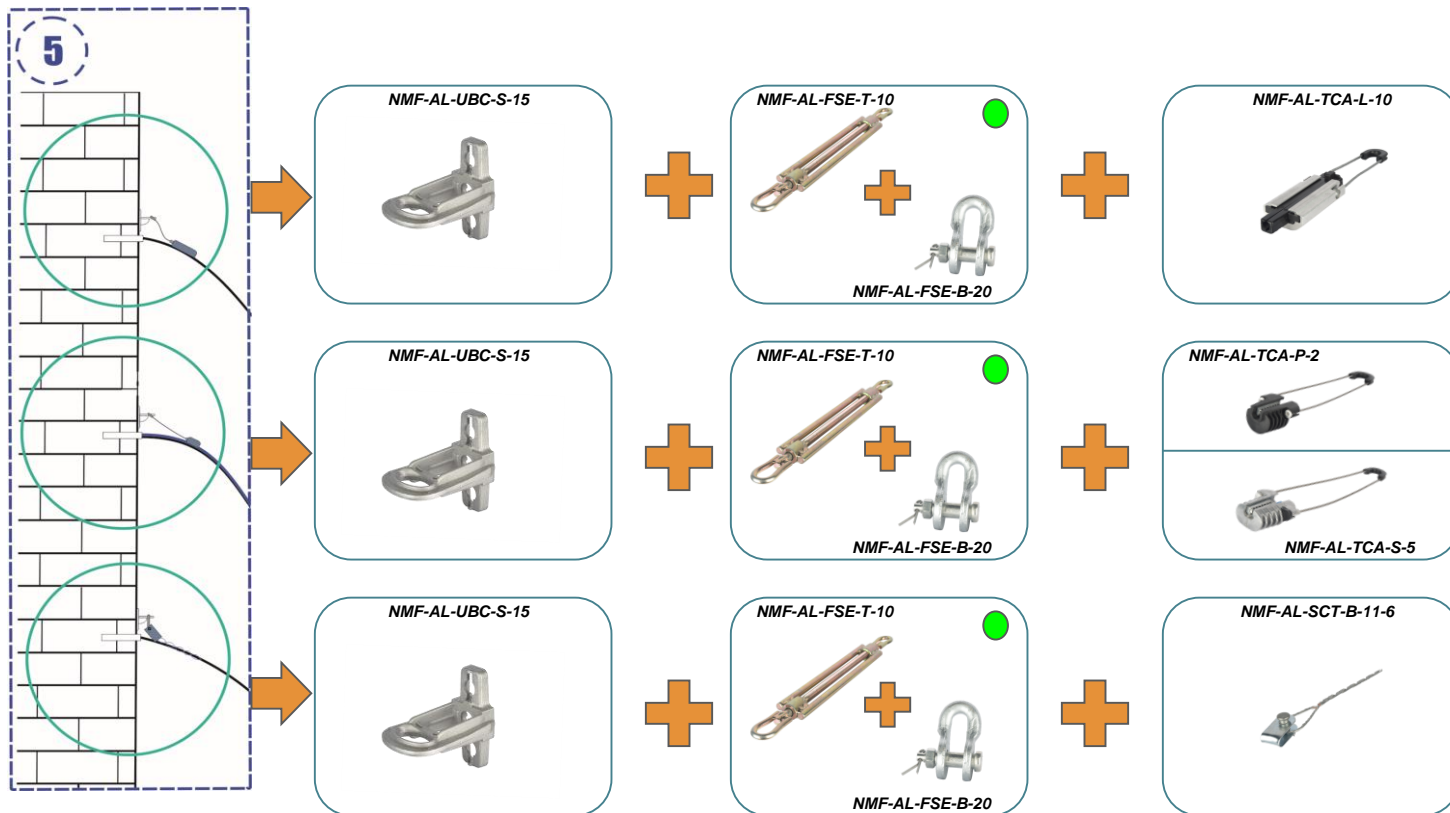 5
NMF-AL-UBC-S-15
NMF-AL-FSE-T-10
NMF-AL-FSE-B-20
NMF-AL-TCA-L-10
NMF-AL-UBC-S-15
NMF-AL-FSE-T-10
NMF-AL-FSE-B-20
NMF-AL-TCA-P-2
NMF-AL-TCA-S-5
NMF-AL-UBC-S-15
NMF-AL-FSE-T-10
NMF-AL-FSE-B-20
NMF-AL-SCT-B-11-6